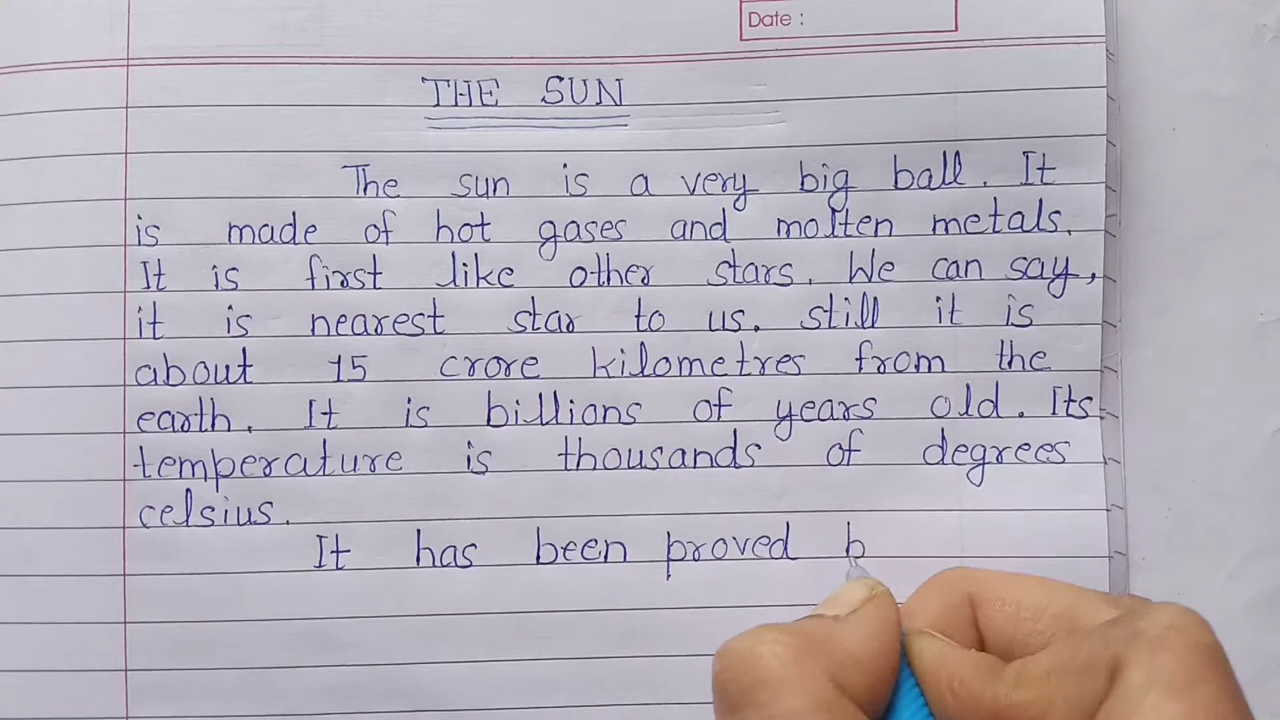 Date :
THE SUN
The sun is a very big ball. It
is made of hot gases and molten metals.
It is first like other stars. We can say,
it is nearest star to us. still it is
about 15 crore kilometres from the
earth. It is billions of years old. Its
temperature is thousands of degrees
celsius.
It has been proved b